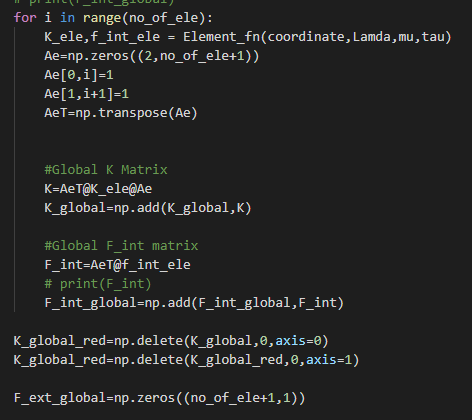 # print(f_int_global)
for i in range(no_of_ele):
    K_ele,f_int_ele = Element_fn(coordinate,Lamda,mu,tau)
    Ae=np.zeros((2,no_of_ele+1))
    Ae[0,i]=1
    Ae[1,i+1]=1
    AeT=np.transpose(Ae)
    #Global K Matrix
    K=AeT@K_ele@Ae
    K_global=np.add(K_global,K)
    #Global F_int matrix
    F_int=AeT@f_int_ele
    # print(F_int)
    F_int_global=np.add(F_int_global,F_int)
K_global_red=np.delete(K_global,0,axis=0)
K_global_red=np.delete(K_global_red,0,axis=1)
F_ext_global=np.zeros((no_of_ele+1,1))